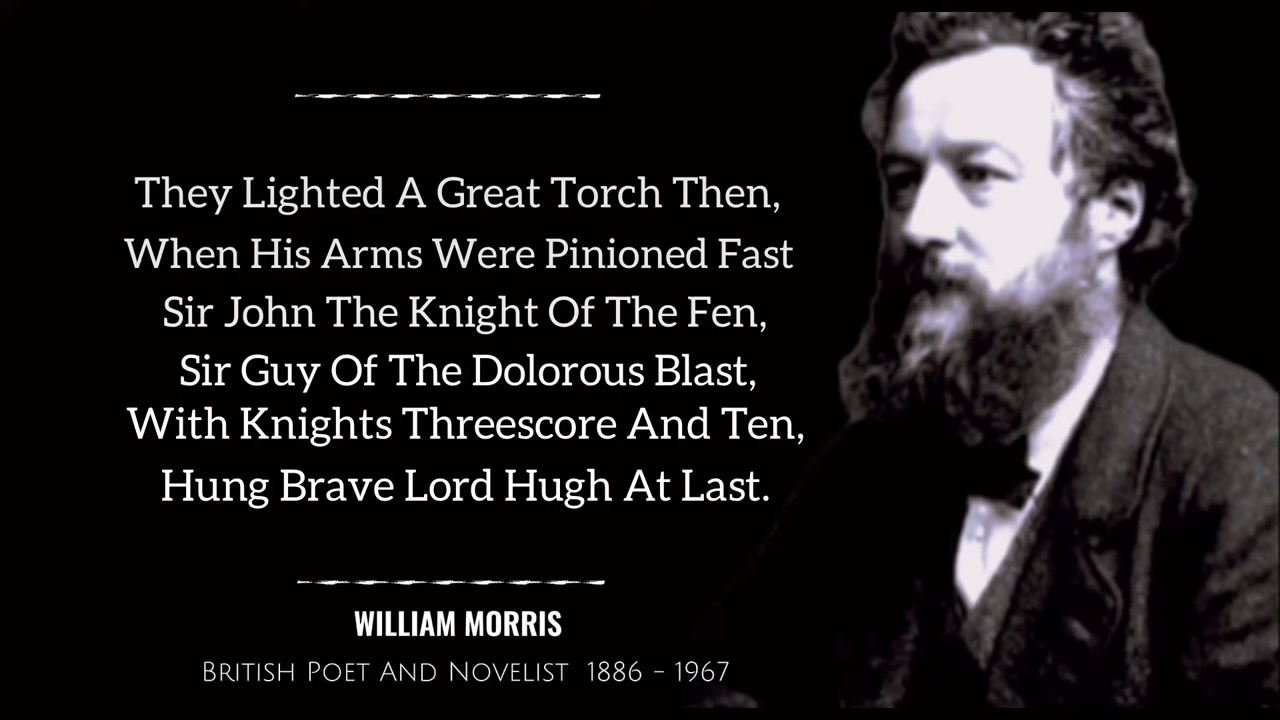 They Lighted A Great Torch Then,
When His Arms Were Pinioned Fast
Sir John The Knight Of The Fen,
Sir Guy Of The Dolorous Blast,
With Knights Threescore And Ten,
Hung Brave Lord Hugh At Last.
WILLIAM MORRIS
British Poet And Novelist 1886 - 1967